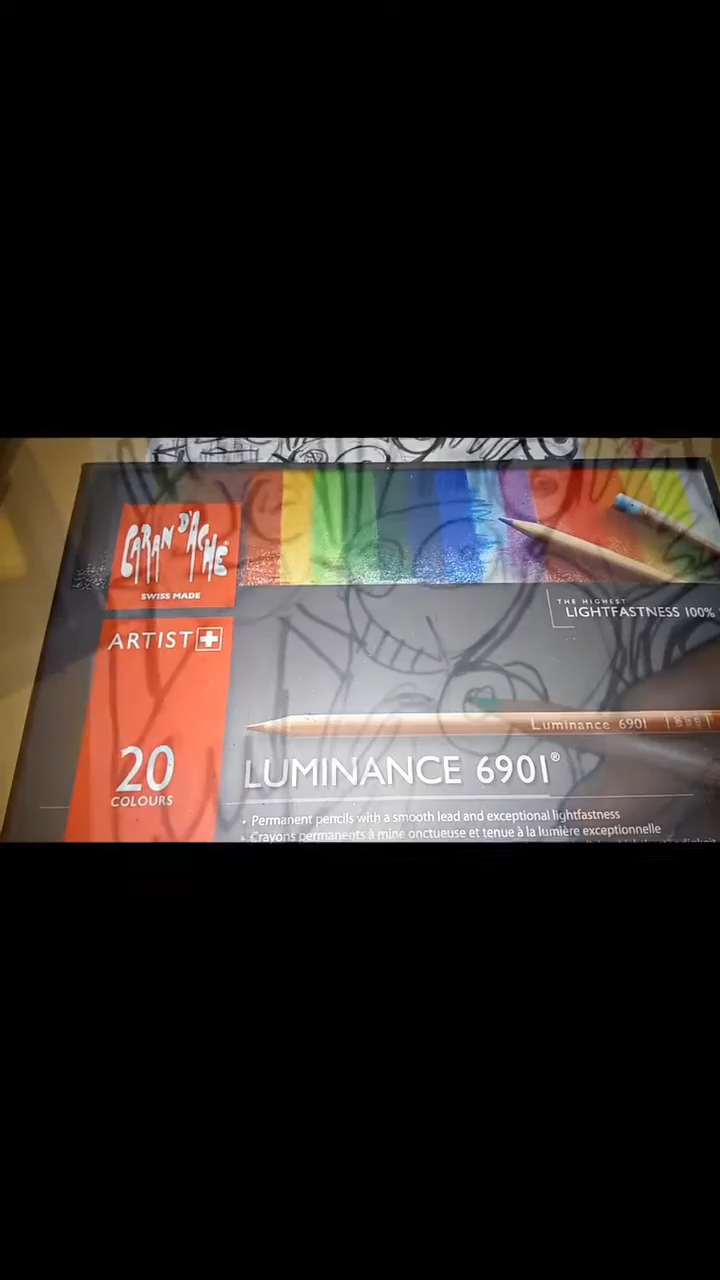 CARAN D'ACHE
SWISS MADE
ARTIST
20
COLOURS
THE HIGHEST
LIGHTFASTNESS 100%
Luminance 6901
LUMINANCE 6901®
• Permanent pencils with a smooth lead and exceptional lightfastness
• Crayons permanents à mine onctueuse et tenue à la lumière exceptionnelle